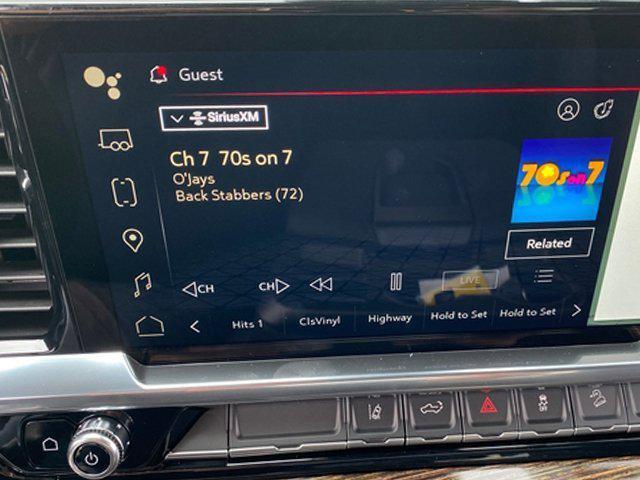 Guest
SiriusXM
Ch 7 70s on 7
O'Jays
Back Stabbers (72)
70s on 7
Related
CH
CH
LIVE
Hits 1
ClsVinyl
Highway
Hold to Set
Hold to Set
OFF